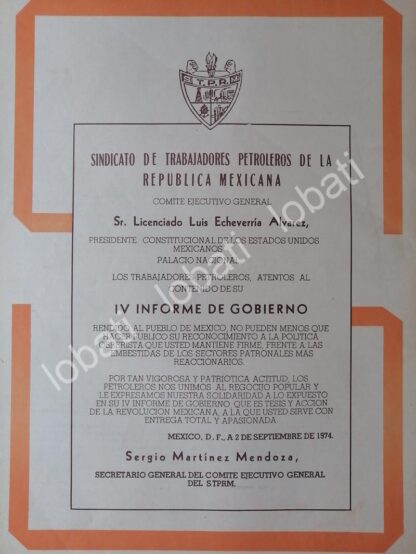 S.T.P.R.M.
SINDICATO DE TRABAJADORES PETROLEROS DE LA
REPUBLICA MEXICANA
COMITE EJECUTIVO GENERAL
Sr. Licenciado Luis Echeverría Alvarez,
PRESIDENTE CONSTITUCIONAL DE LOS ESTADOS UNIDOS
MEXICANOS,
PALACIO NACIONAL
LOS TRABAJADORES PETROLEROS, ATENTOS AL
CONTENIDO DE SU
IV INFORME DE GOBIERNO
RENDIDO AL PUEBLO DE MEXICO, NO PUEDEN MENOS QUE
HACER PUBLICO SU RECONOCIMIENTO A LA POLITICA
OBRERISTA QUE USTED MANTIENE FIRME, FRENTE A LAS
EMBESTIDAS DE LOS SECTORES PATRONALES MAS
REACCIONARIOS.
POR TAN VIGOROSA Y PATRIOTICA ACTITUD, LOS
PETROLEROS NOS UNIMOS AL REGOCIJO POPULAR Y
LE EXPRESAMOS NUESTRA SOLIDARIDAD A LO EXPUESTO
EN SU IV INFORME DE GOBIERNO QUE ES TESIS Y ACCION
DE LA REVOLUCION MEXICANA, A LA QUE USTED SIRVE CON
ENTREGA TOTAL Y APASIONADA.
MEXICO, D. F., A 2 DE SEPTIEMBRE DE 1974.
Sergio Martínez Mendoza,
SECRETARIO GENERAL DEL COMITE EJECUTIVO GENERAL
DEL STPRM.
lobati lobati lobati lobati